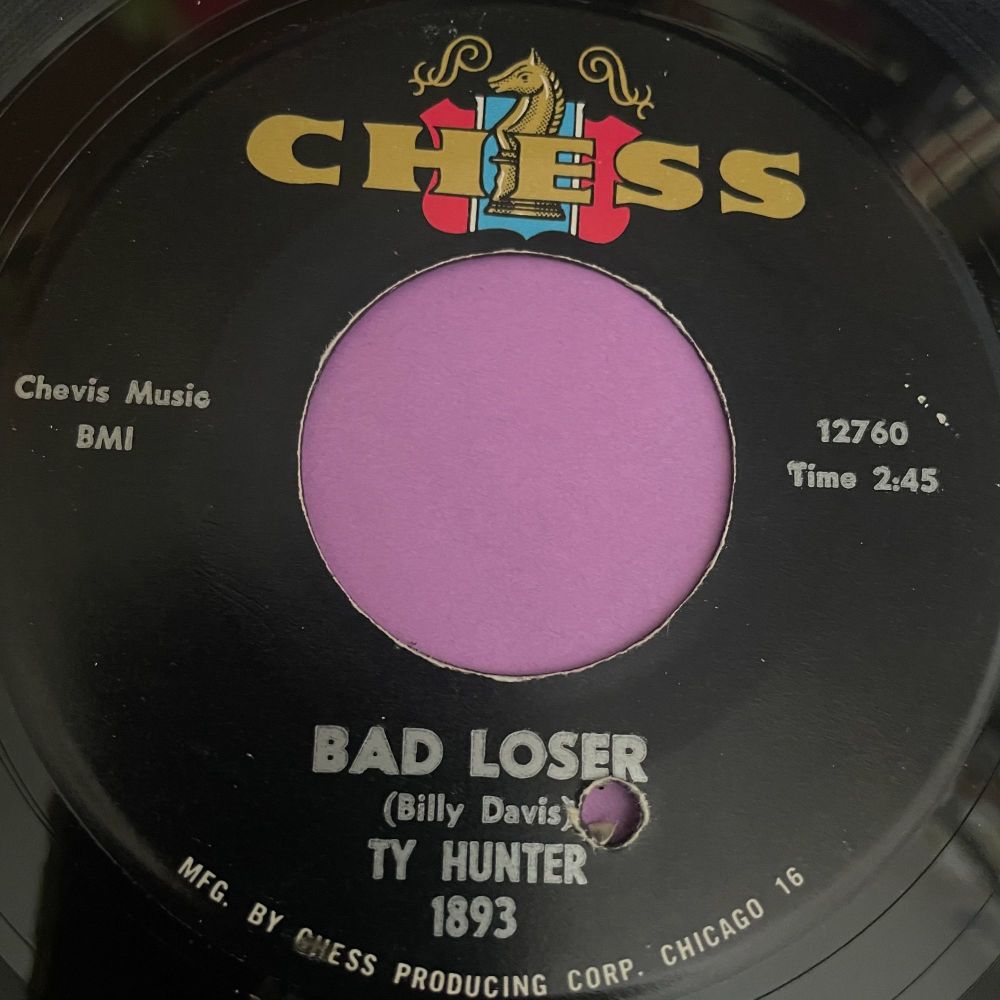 CHESS
Chevis Music
BMI
12760
Time 2:45
BAD LOSER
(Billy Davis)
TY HUNTER
1893
MFG. BY CHESS PRODUCING CORP. CHICAGO 16